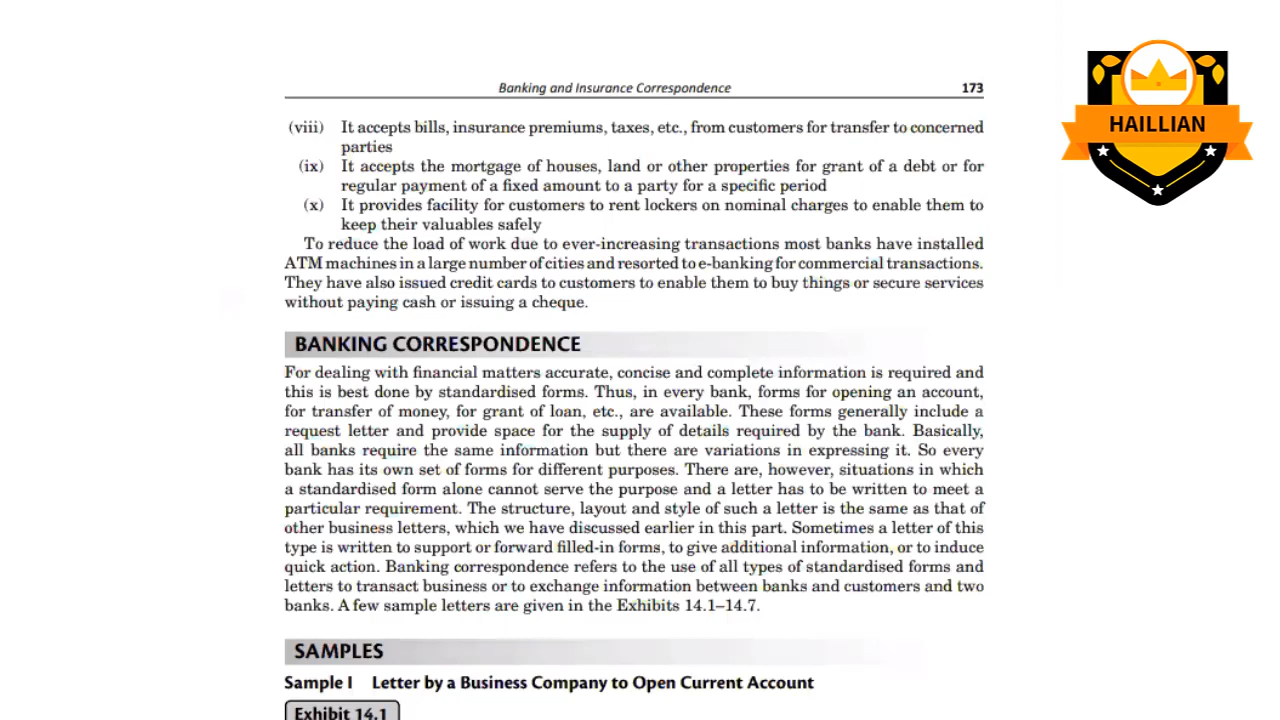 Banking and Insurance Correspondence 173
HAILLIAN
(viii) It accepts bills, insurance premiums, taxes, etc., from customers for transfer to concerned
parties
(ix) It accepts the mortgage of houses, land or other properties for grant of a debt or for
regular payment of a fixed amount to a party for a specific period
(x) It provides facility for customers to rent lockers on nominal charges to enable them to
keep their valuables safely
To reduce the load of work due to ever-increasing transactions most banks have installed
ATM machines in a large number of cities and resorted to e-banking for commercial transactions.
They have also issued credit cards to customers to enable them to buy things or secure services
without paying cash or issuing a cheque.
BANKING CORRESPONDENCE
For dealing with financial matters accurate, concise and complete information is required and
this is best done by standardised forms. Thus, in every bank, forms for opening an account,
for transfer of money, for grant of loan, etc., are available. These forms generally include a
request letter and provide space for the supply of details required by the bank. Basically,
all banks require the same information but there are variations in expressing it. So every
bank has its own set of forms for different purposes. There are, however, situations in which
a standardised form alone cannot serve the purpose and a letter has to be written to meet a
particular requirement. The structure, layout and style of such a letter is the same as that of
other business letters, which we have discussed earlier in this part. Sometimes a letter of this
type is written to support or forward filled-in forms, to give additional information, or to induce
quick action. Banking correspondence refers to the use of all types of standardised forms and
letters to transact business or to exchange information between banks and customers and two
banks. A few sample letters are given in the Exhibits 14.1–14.7.
SAMPLES
Sample I Letter by a Business Company to Open Current Account
Exhibit 14.1